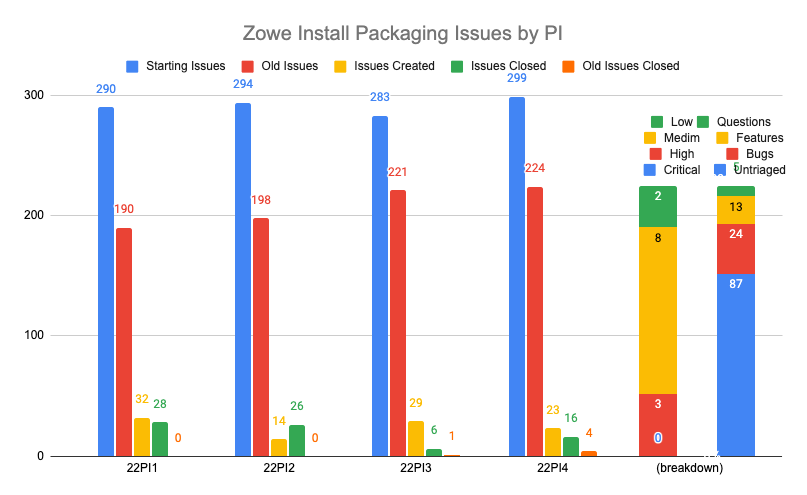 Zowe Install Packaging Issues by PI
Starting Issues Old Issues Issues Created Issues Closed Old Issues Closed
290 294 283 299
300
Low Questions
Medim Features
High Bugs
Critical Untriaged
5
190 198 221 224
2
13
200
8
24
87
100
32 28 0
14 26 0
29 6 1
23 16 4
3
0
0
22PI1 22PI2 22PI3 22PI4 (breakdown)